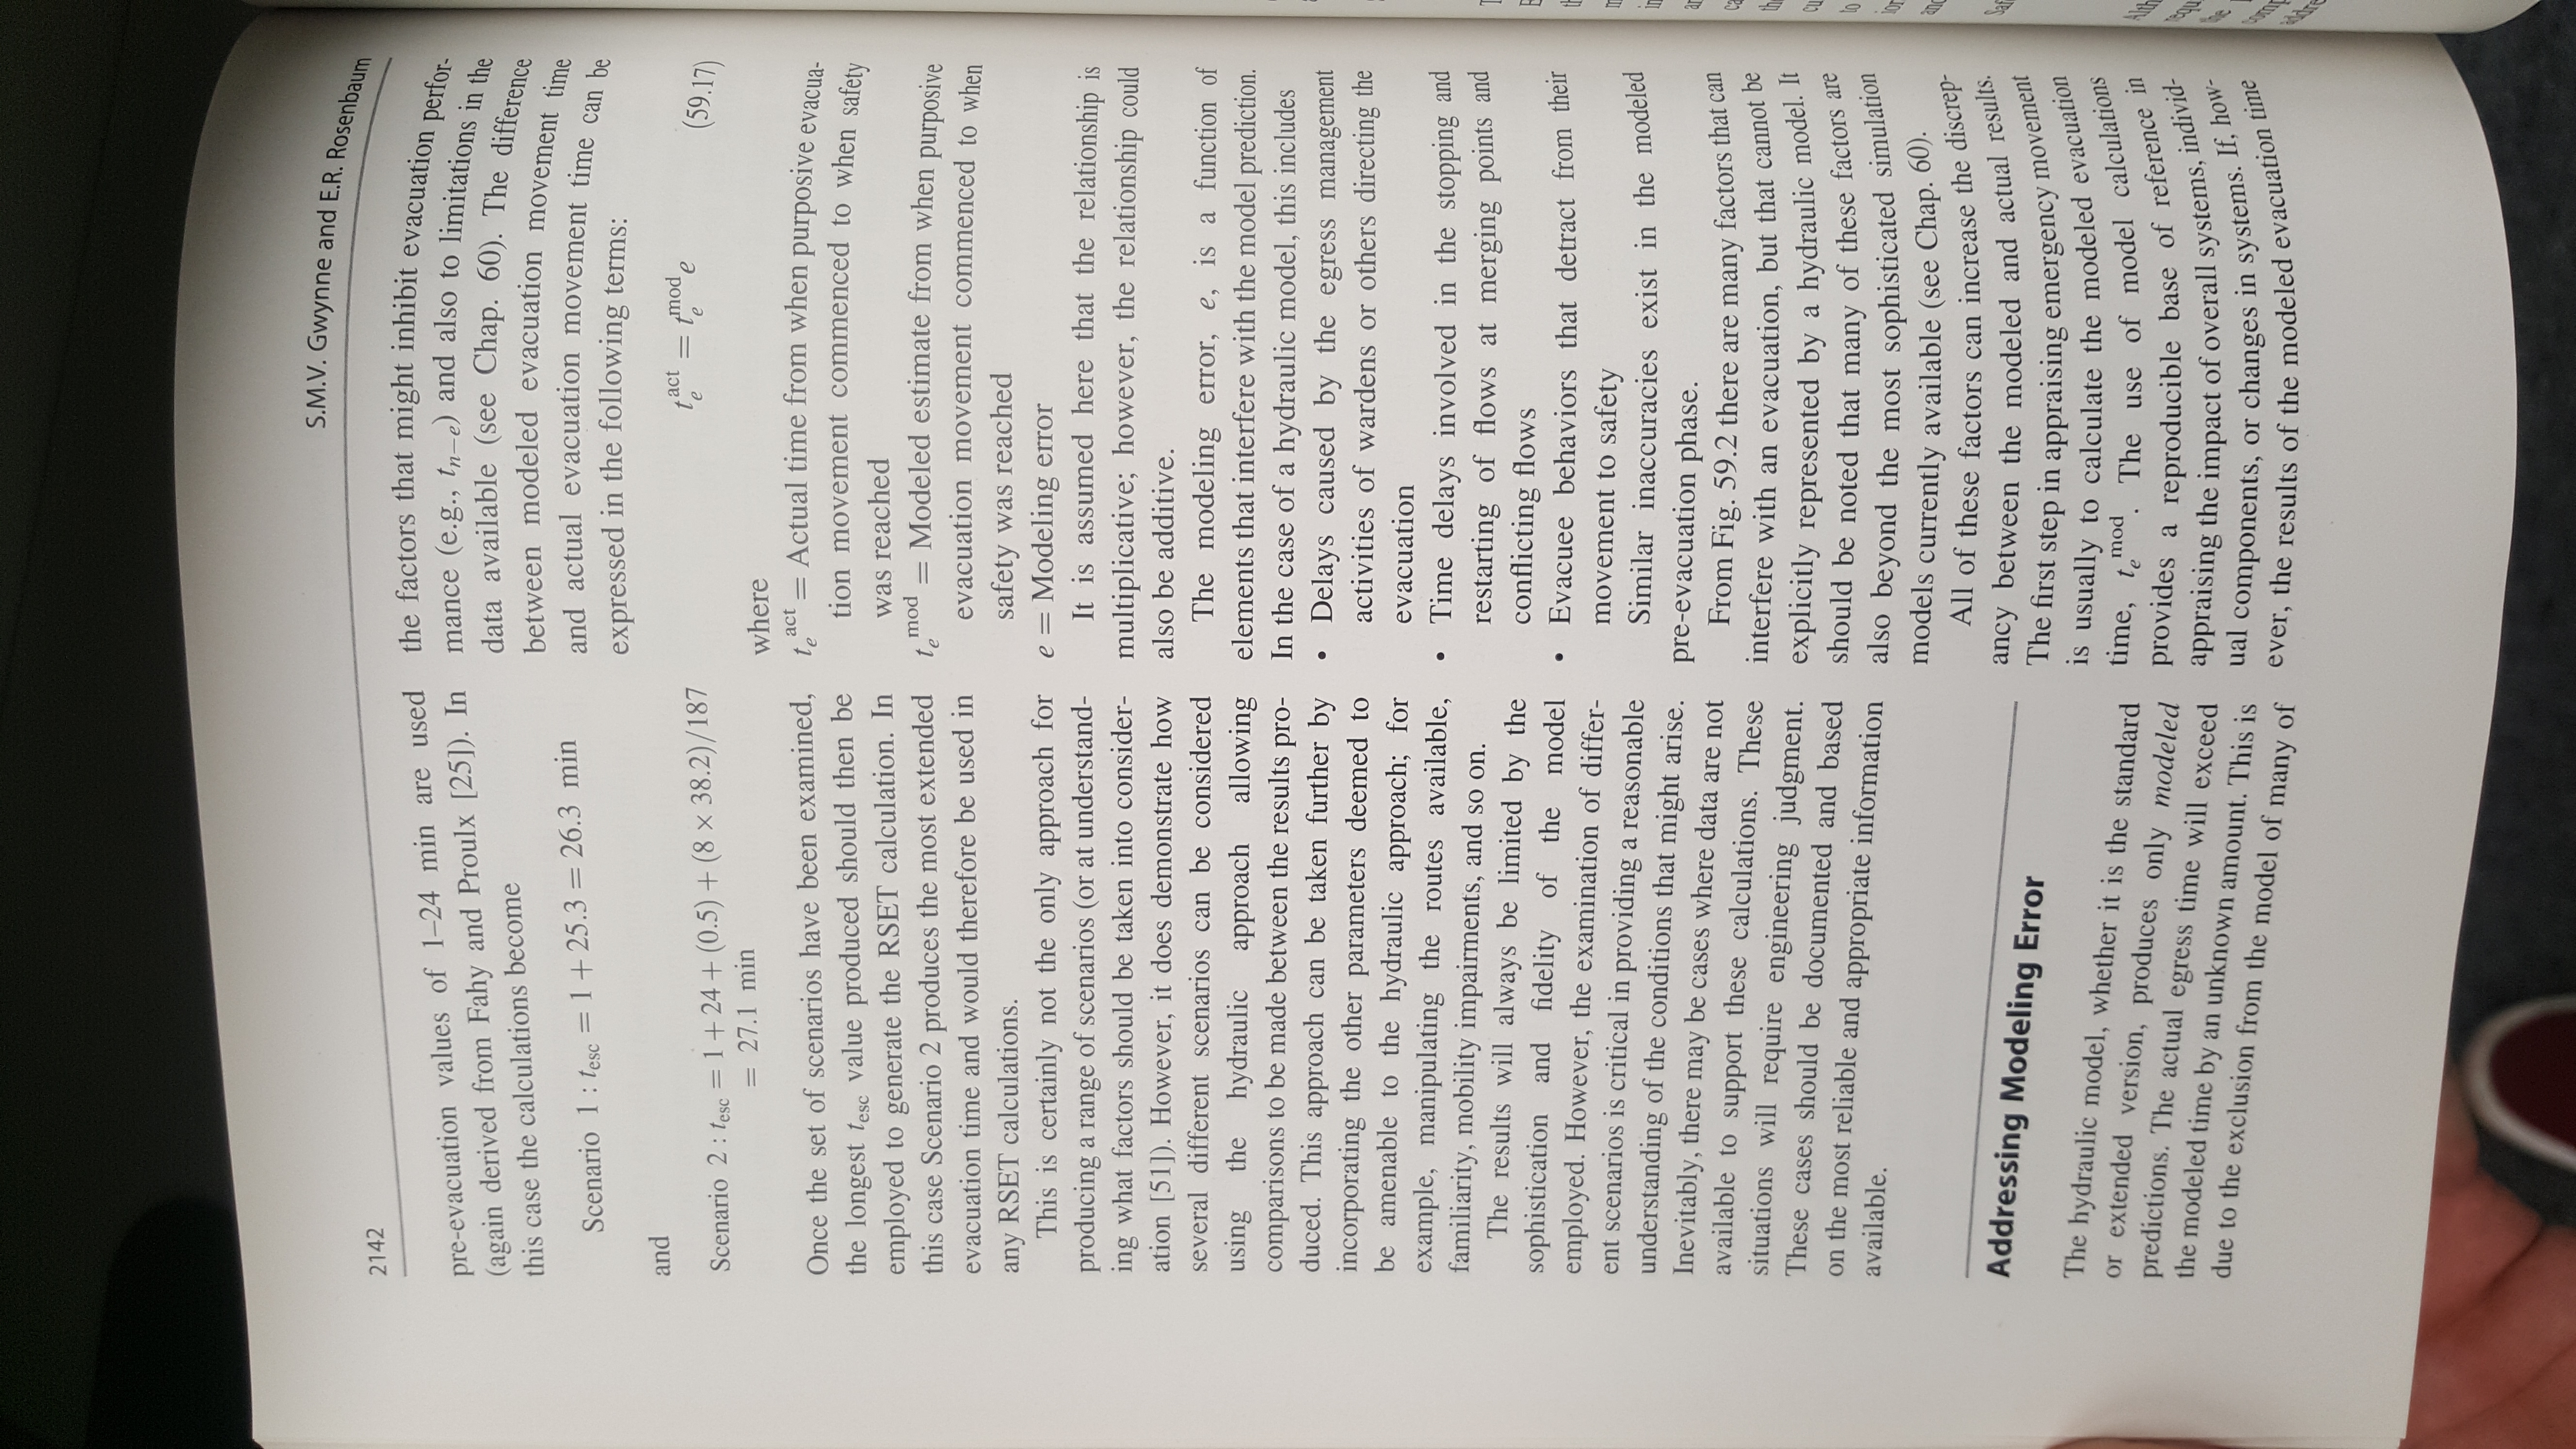 S.M.V. Gwynne and E.R. Rosenbaum
2142
pre-evacuation values of 1–24 min are used
(again derived from Fahy and Proulx [25]). In
this case the calculations become
Scenario 1 : tesc = 1 + 25.3 = 26.3 min
and
Scenario 2 : tesc = 1 + 24 + (0.5) + (8 × 38.2)/187
= 27.1 min
Once the set of scenarios have been examined,
the longest tesc value produced should then be
employed to generate the RSET calculation. In
this case Scenario 2 produces the most extended
evacuation time and would therefore be used in
any RSET calculations.
This is certainly not the only approach for
producing a range of scenarios (or at understand-
ing what factors should be taken into consider-
ation [51]). However, it does demonstrate how
several different scenarios can be considered
using the hydraulic approach allowing
comparisons to be made between the results pro-
duced. This approach can be taken further by
incorporating the other parameters deemed to
be amenable to the hydraulic approach; for
example, manipulating the routes available,
familiarity, mobility impairments, and so on.
The results will always be limited by the
sophistication and fidelity of the model
employed. However, the examination of differ-
ent scenarios is critical in providing a reasonable
understanding of the conditions that might arise.
Inevitably, there may be cases where data are not
available to support these calculations. These
situations will require engineering judgment.
These cases should be documented and based
on the most reliable and appropriate information
available.
Addressing Modeling Error
The hydraulic model, whether it is the standard
or extended version, produces only modeled
predictions. The actual egress time will exceed
the modeled time by an unknown amount. This is
due to the exclusion from the model of many of
the factors that might inhibit evacuation perfor-
mance (e.g., tn−e) and also to limitations in the
data available (see Chap. 60). The difference
between modeled evacuation movement time
and actual evacuation movement time can be
expressed in the following terms:
te^act = te^mod e (59.17)
where
te^act = Actual time from when purposive evacua-
tion movement commenced to when safety
was reached
te^mod = Modeled estimate from when purposive
evacuation movement commenced to when
safety was reached
e = Modeling error
It is assumed here that the relationship is
multiplicative; however, the relationship could
also be additive.
The modeling error, e, is a function of
elements that interfere with the model prediction.
In the case of a hydraulic model, this includes
• Delays caused by the egress management
activities of wardens or others directing the
evacuation
• Time delays involved in the stopping and
restarting of flows at merging points and
conflicting flows
• Evacuee behaviors that detract from their
movement to safety
Similar inaccuracies exist in the modeled
pre-evacuation phase.
From Fig. 59.2 there are many factors that can
interfere with an evacuation, but that cannot be
explicitly represented by a hydraulic model. It
should be noted that many of these factors are
also beyond the most sophisticated simulation
models currently available (see Chap. 60).
All of these factors can increase the discrep-
ancy between the modeled and actual results.
The first step in appraising emergency movement
is usually to calculate the modeled evacuation
time, te^mod. The use of model calculations
provides a reproducible base of reference in
appraising the impact of overall systems, individ-
ual components, or changes in systems. If, how-
ever, the results of the modeled evacuation time